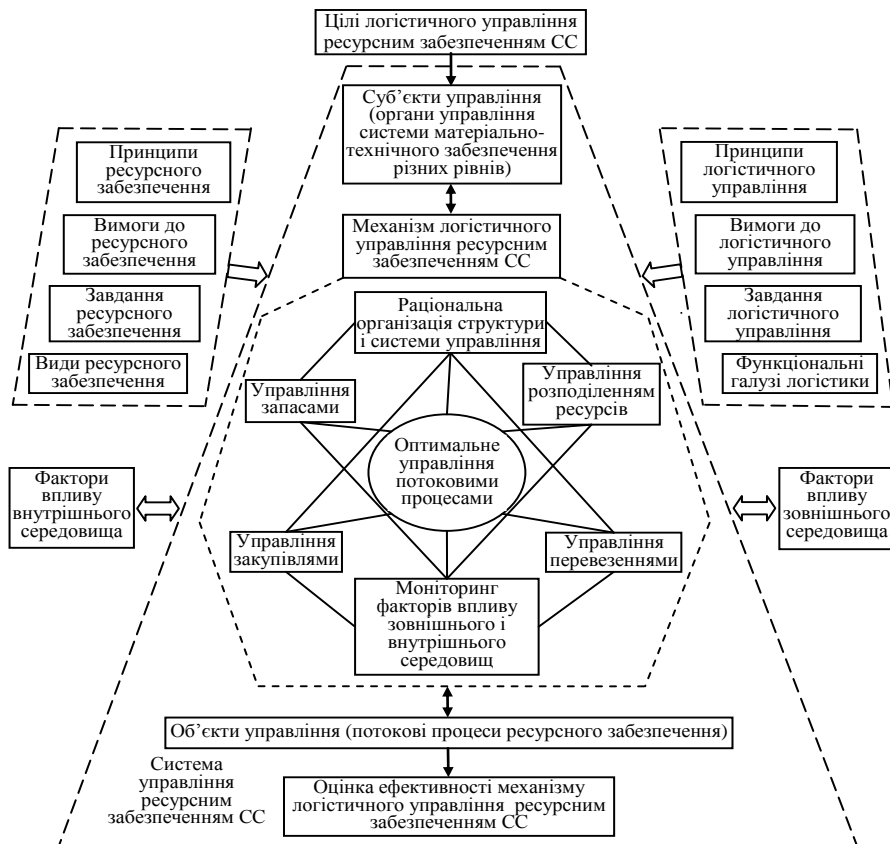 Цілі логістичного управління
ресурсним забезпеченням СС
Суб’єкти управління
(органи управління
системи матеріально-
технічного забезпечення
різних рівнів)
Принципи
ресурсного
забезпечення
Вимоги до
ресурсного
забезпечення
Завдання
ресурсного
забезпечення
Види ресурсного
забезпечення
Механізм логістичного
управління ресурсним
забезпеченням СС
Принципи
логістичного
управління
Вимоги до
логістичного
управління
Завдання
логістичного
управління
Функціональні
галузі логістики
Раціональна
організація структури
і системи управління
Управління
запасами
Управління
розподіленням
ресурсів
Оптимальне
управління
потоковими
процесами
Фактори
впливу
внутрішнього
середовища
Фактори
впливу
зовнішнього
середовища
Управління
закупівлями
Управління
перевезеннями
Моніторинг
факторів впливу
зовнішнього і
внутрішнього
середовищ
Об’єкти управління (потокові процеси ресурсного забезпечення)
Система
управління
ресурсним
забезпеченням СС
Оцінка ефективності механізму
логістичного управління ресурсним
забезпеченням СС